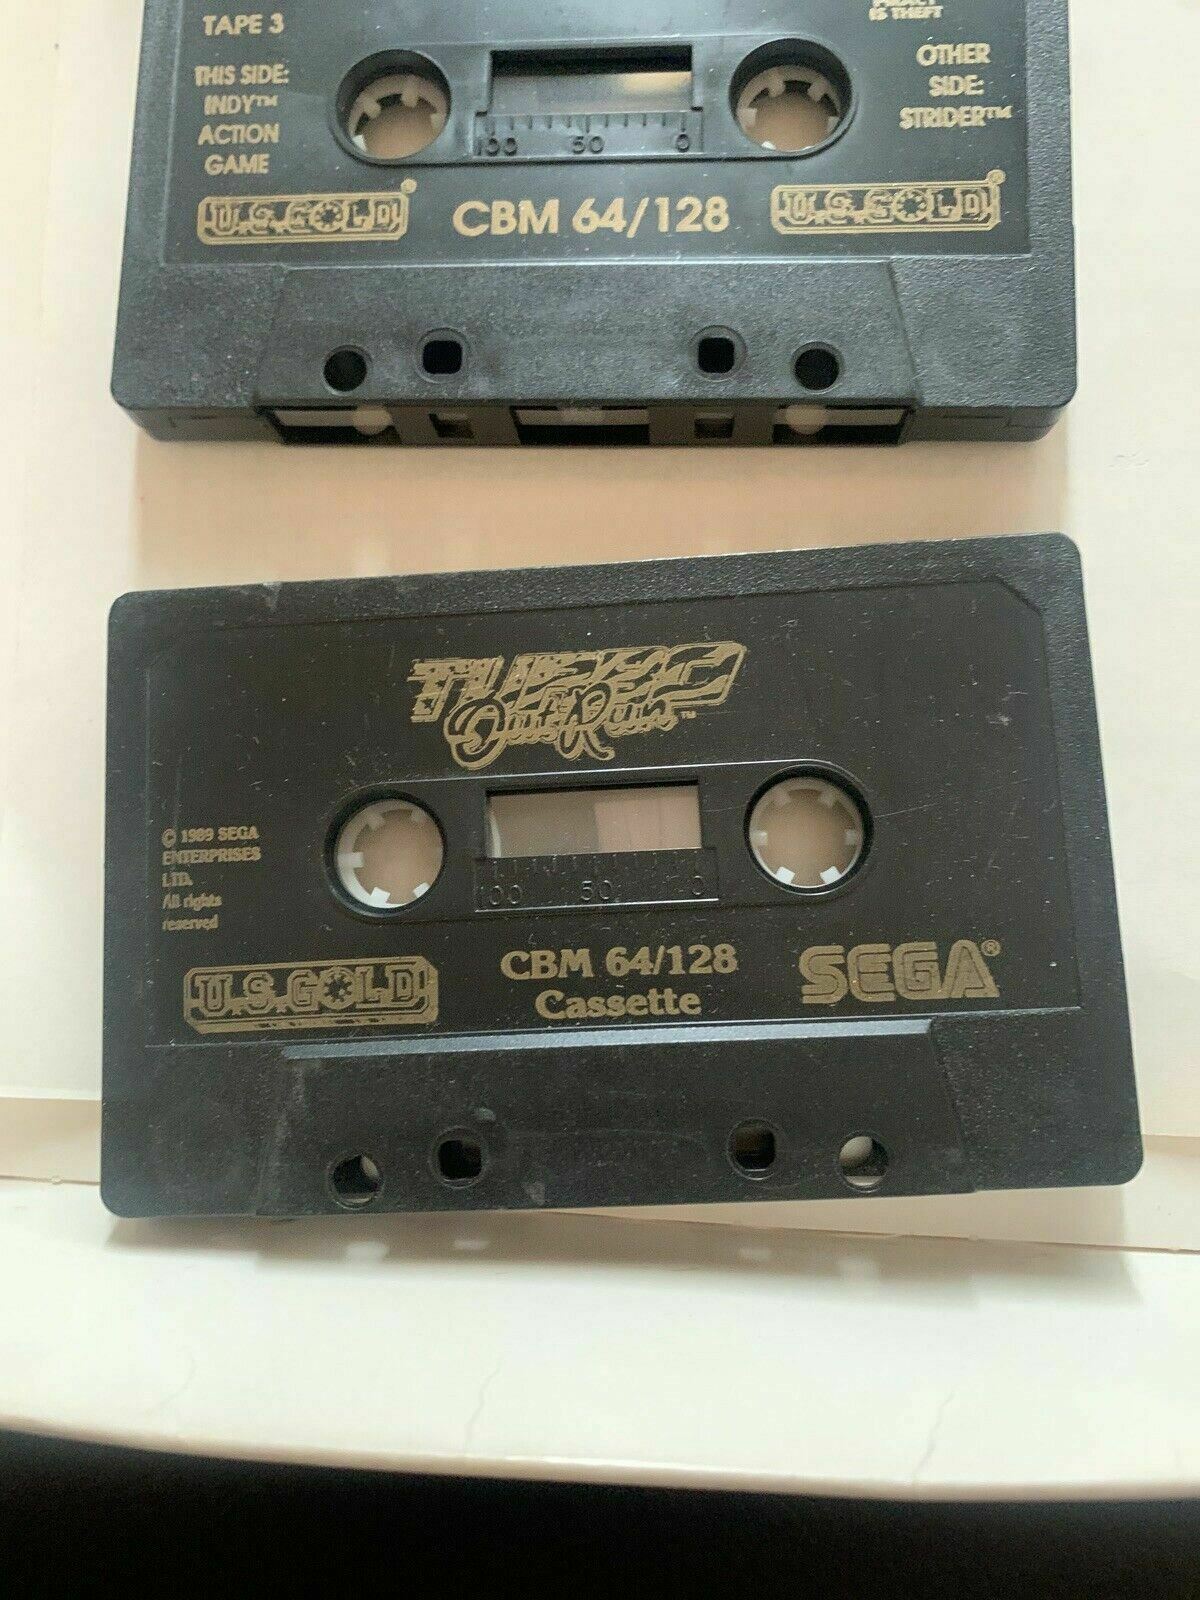 TAPE 3
IS THEFT
THIS SIDE:
INDY™
ACTION
GAME
OTHER
SIDE:
STRIDER™
100 50 0
U.S.GOLD®
CBM 64/128
U.S.GOLD®
TURBO
OutRun™
© 1989 SEGA
ENTERPRISES
LTD.
All rights
reserved
100 50 0
U.S.GOLD
CBM 64/128
Cassette
SEGA®